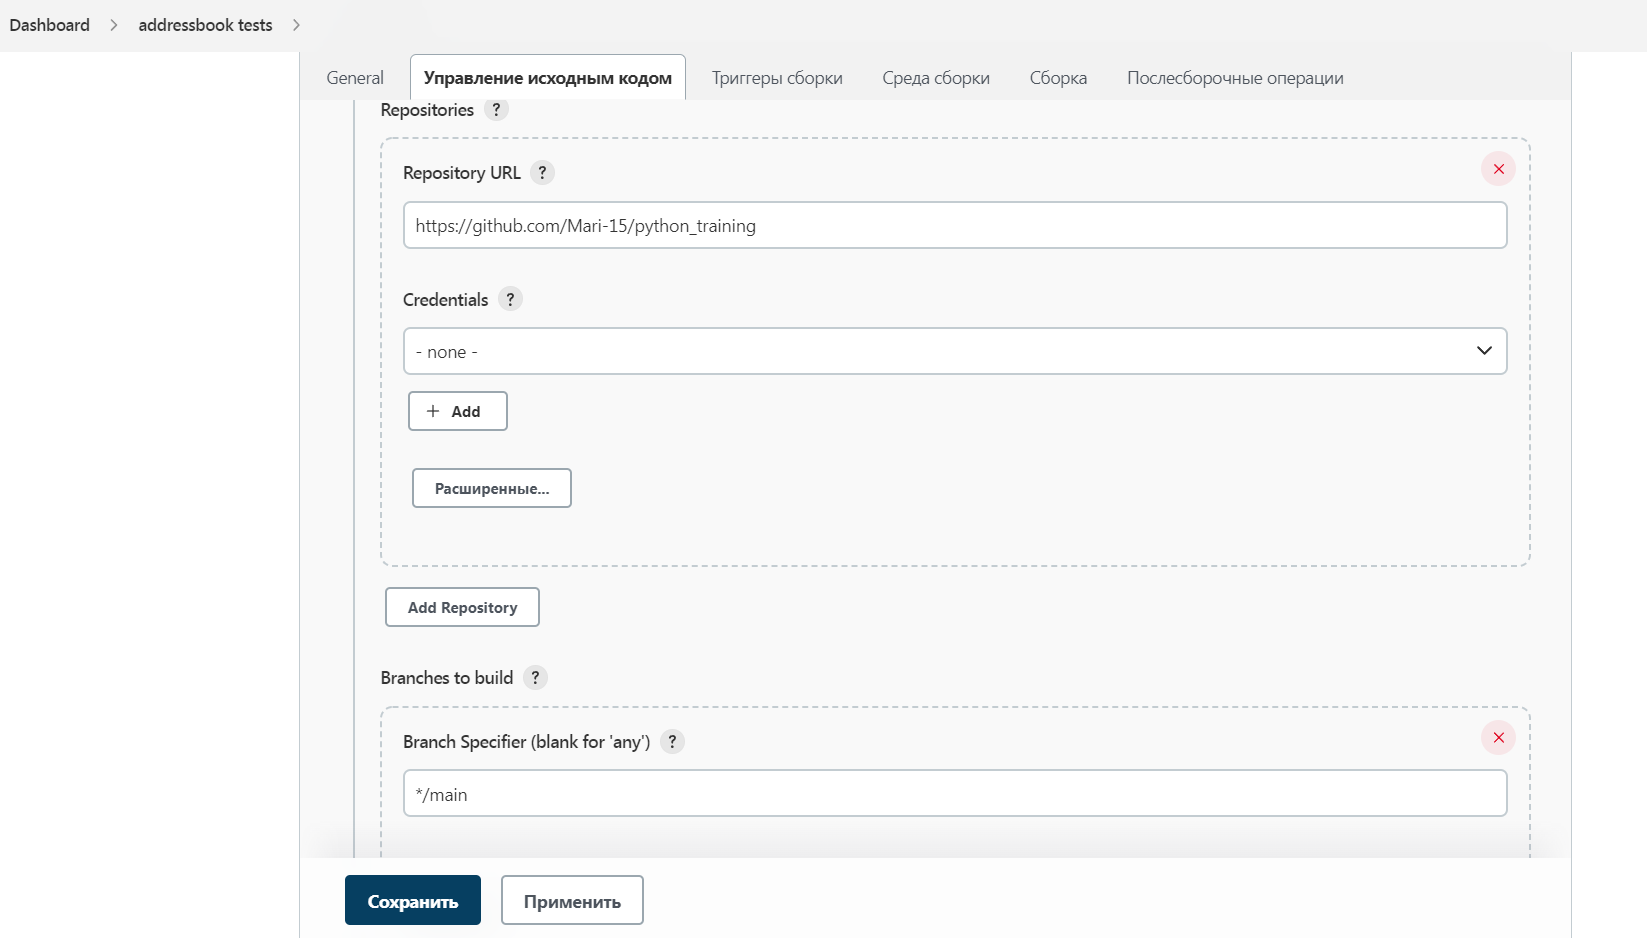 Dashboard > addressbook tests >
General Управление исходным кодом Триггеры сборки Среда сборки Сборка Послесборочные операции
Repositories ?
Repository URL ?
https://github.com/Mari-15/python_training
Credentials ?
- none -
+ Add
Расширенные...
Add Repository
Branches to build ?
Branch Specifier (blank for 'any') ?
*/main
Сохранить Применить